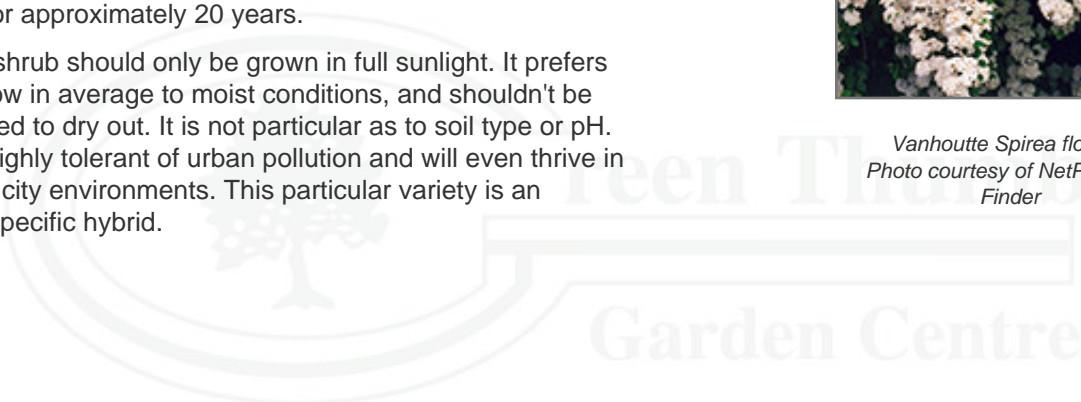 or approximately 20 years.
shrub should only be grown in full sunlight. It prefers
ow in average to moist conditions, and shouldn't be
ed to dry out. It is not particular as to soil type or pH.
ighly tolerant of urban pollution and will even thrive in
city environments. This particular variety is an
specific hybrid.
Vanhoutte Spirea flo
Photo courtesy of NetP
Finder
reen Thumb
Garden Centre